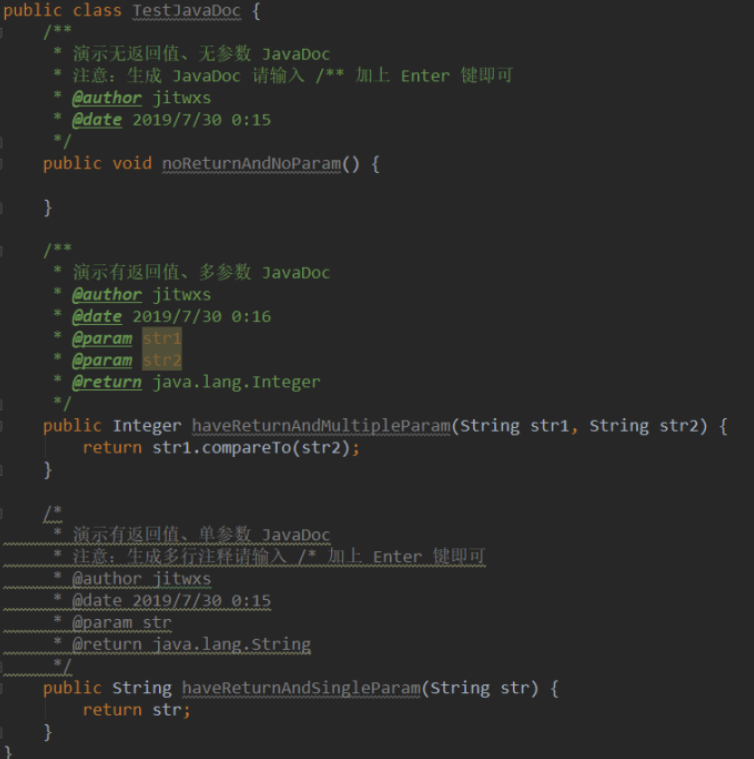 public class TestJavaDoc {
/**
* 演示无返回值、无参数 JavaDoc
* 注意：生成 JavaDoc 请输入 /** 加上 Enter 键即可
* @author jitwxs
* @date 2019/7/30 0:15
*/
public void noReturnAndNoParam() {
}
/**
* 演示有返回值、多参数 JavaDoc
* @author jitwxs
* @date 2019/7/30 0:16
* @param str1
* @param str2
* @return java.lang.Integer
*/
public Integer haveReturnAndMultipleParam(String str1, String str2) {
return str1.compareTo(str2);
}
/*
* 演示有返回值、单参数 JavaDoc
* 注意：生成多行注释请输入 /* 加上 Enter 键即可
* @author jitwxs
* @date 2019/7/30 0:15
* @param str
* @return java.lang.String
*/
public String haveReturnAndSingleParam(String str) {
return str;
}
}